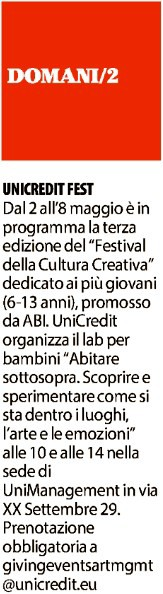 DOMANI/2
UNICREDIT FEST
Dal 2 all'8 maggio è in
programma la terza
edizione del "Festival
della Cultura Creativa"
dedicato ai più giovani
(6-13 anni), promosso
da ABI. UniCredit
organizza il lab per
bambini "Abitare
sottosopra. Scoprire e
sperimentare come si
sta dentro i luoghi,
l'arte e le emozioni"
alle 10 e alle 14 nella
sede di
UniManagement in via
XX Settembre 29.
Prenotazione
obbligatoria a
givingeventsartmgmt
@unicredit.eu